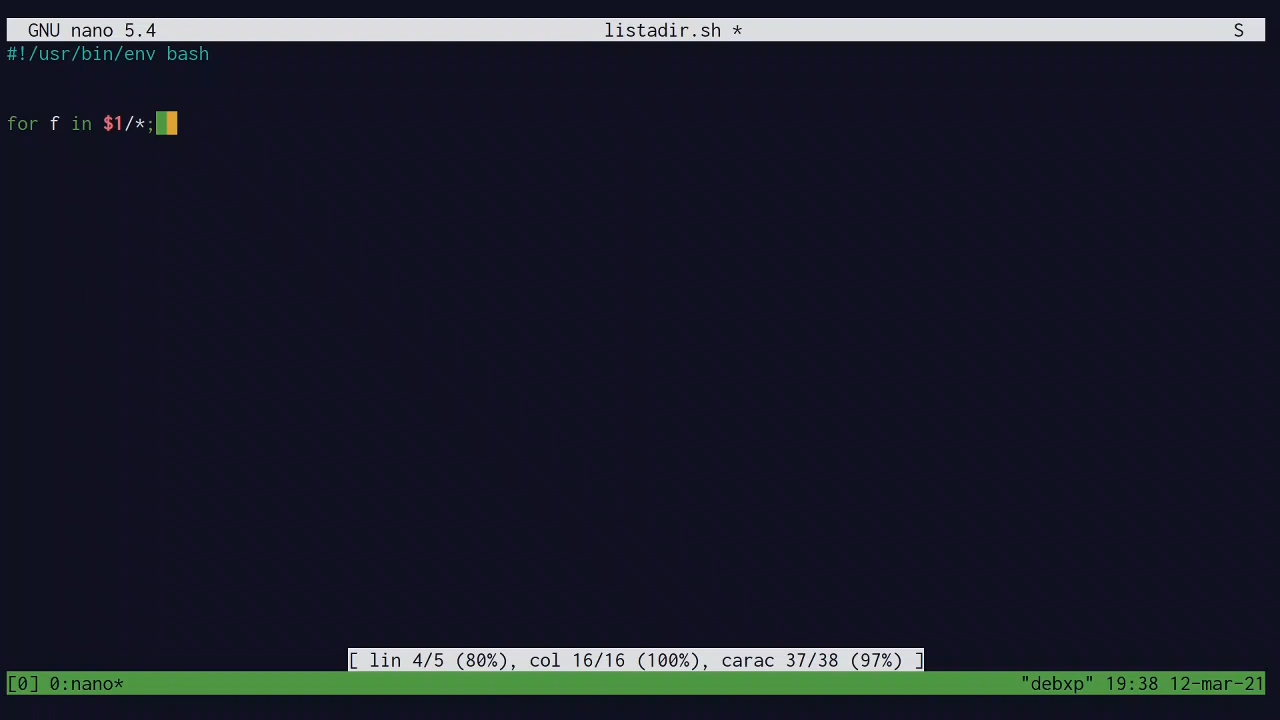 GNU nano 5.4 listadir.sh * S
#!/usr/bin/env bash
for f in $1/*;
[ lin 4/5 (80%), col 16/16 (100%), carac 37/38 (97%) ]
[0] 0:nano* "debxp" 19:38 12-mar-21